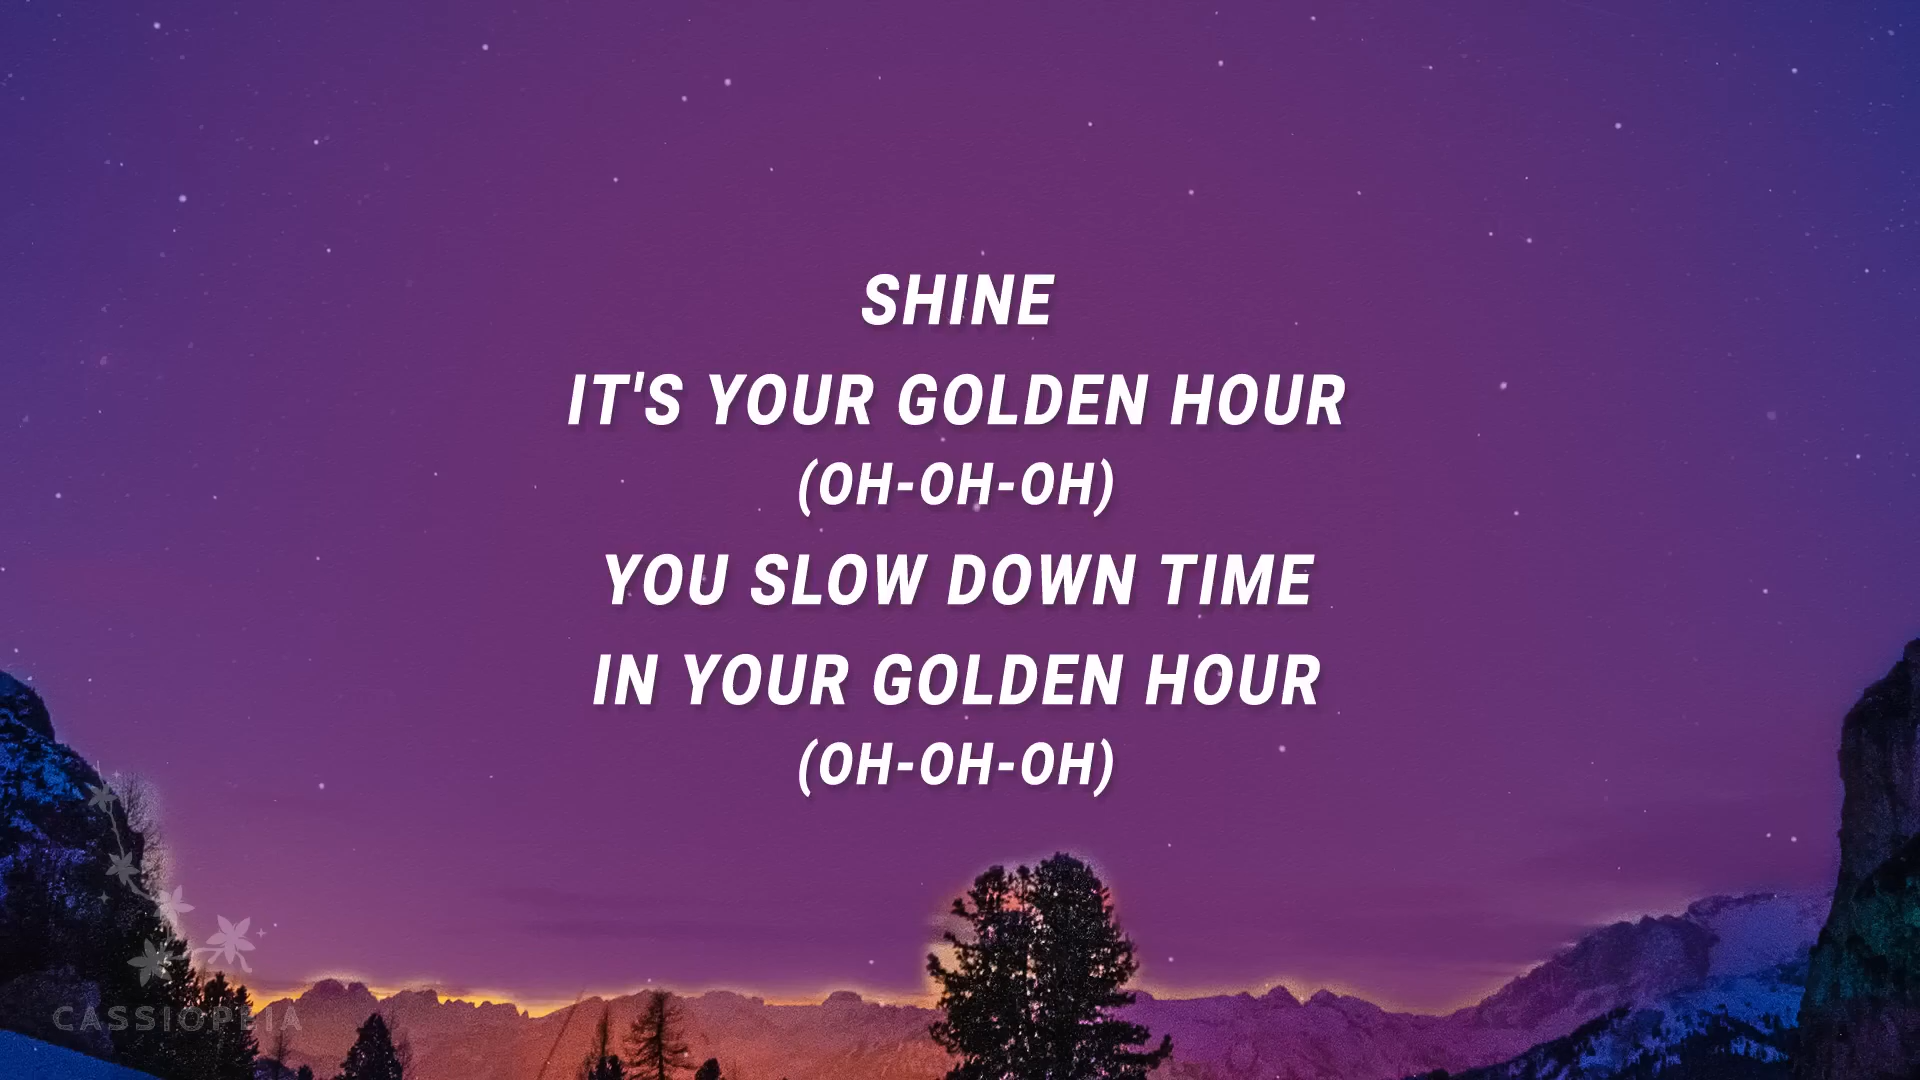 SHINE
IT'S YOUR GOLDEN HOUR
(OH-OH-OH)
YOU SLOW DOWN TIME
IN YOUR GOLDEN HOUR
(OH-OH-OH)
CASSIOPEIA